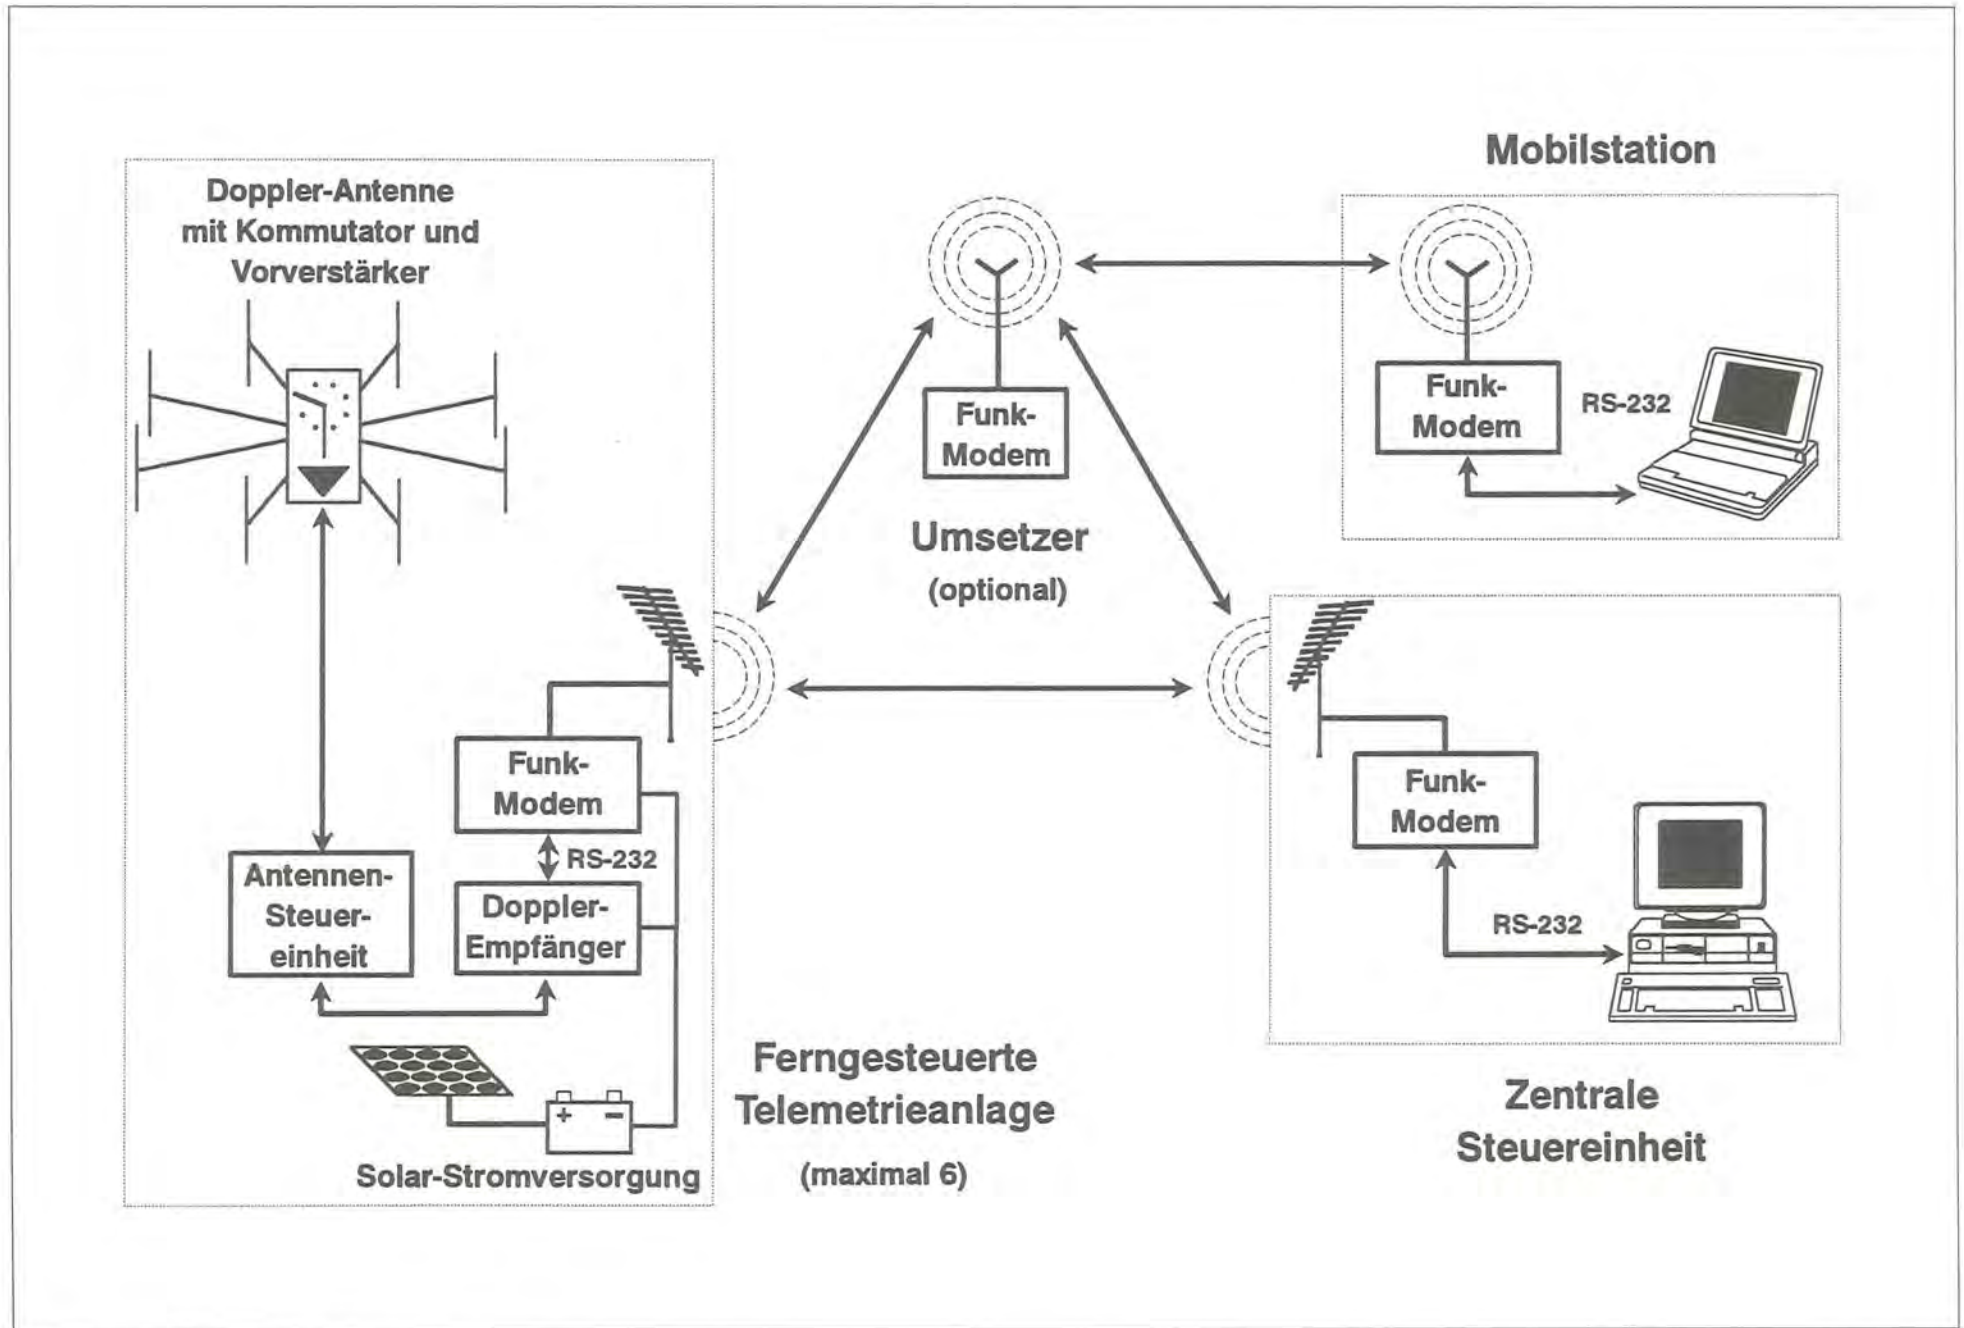 Doppler-Antenne
mit Kommutator und
Vorverstärker
Funk-
Modem
RS-232
Antennen-
Steuer-
einheit
Doppler-
Empfänger
+ −
Solar-Stromversorgung
Ferngesteuerte
Telemetrieanlage
(maximal 6)
Funk-
Modem
Umsetzer
(optional)
Mobilstation
Funk-
Modem
RS-232
Funk-
Modem
RS-232
Zentrale
Steuereinheit